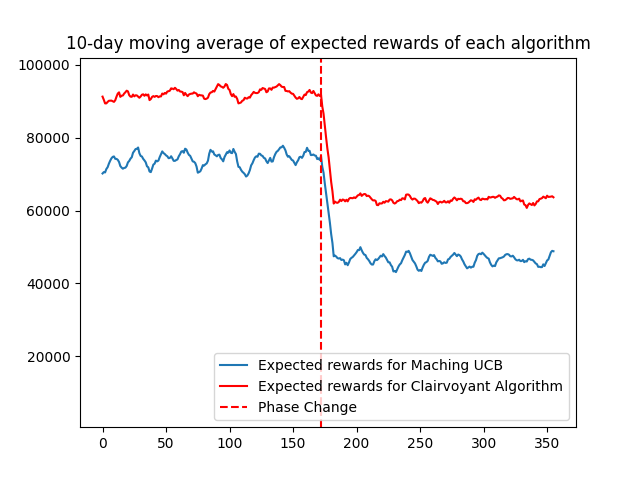 10-day moving average of expected rewards of each algorithm
100000
80000
60000
40000
20000
Expected rewards for Maching UCB
Expected rewards for Clairvoyant Algorithm
Phase Change
0 50 100 150 200 250 300 350